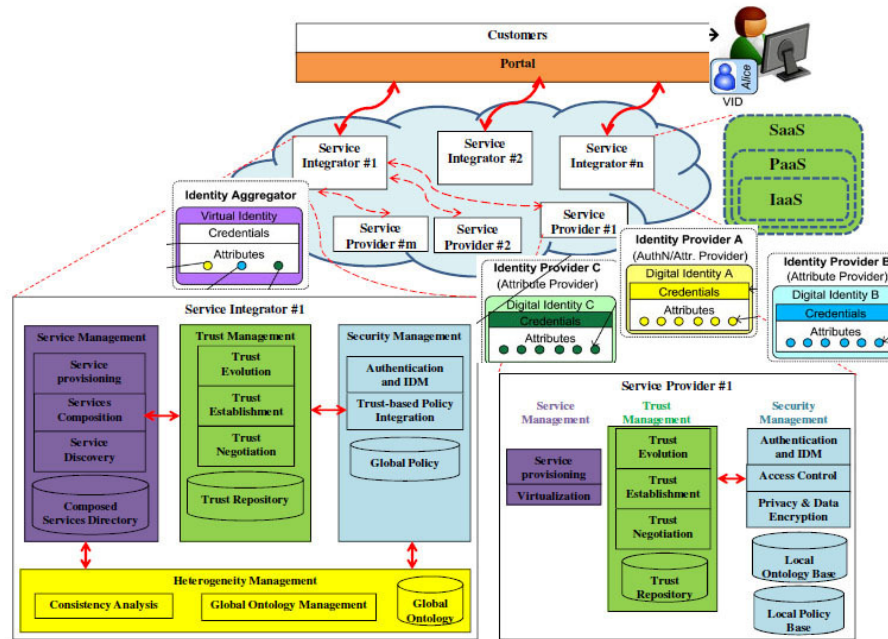 Customers
Portal
Alice
VID
Service
Integrator #1
Service
Integrator #2
Service
Integrator #n
SaaS
PaaS
IaaS
Identity Aggregator
Virtual Identity
Credentials
Attributes
Service
Provider #m
Service
Provider #2
Service
Provider #1
Identity Provider A
(AuthN/Attr. Provider)
Digital Identity A
Credentials
Attributes
Identity Provider B
(Attribute Provider)
Digital Identity B
Credentials
Attributes
Identity Provider C
(Attribute Provider)
Digital Identity C
Credentials
Attributes
Service Integrator #1
Service Management
Service
provisioning
Services
Composition
Service
Discovery
Composed
Services Directory
Trust Management
Trust
Evolution
Trust
Establishment
Trust
Negotiation
Trust Repository
Security Management
Authentication
and IDM
Trust-based Policy
Integration
Global Policy
Heterogeneity Management
Consistency Analysis
Global Ontology Management
Global
Ontology
Service Provider #1
Service
Management
Service
provisioning
Virtualization
Trust
Management
Trust
Evolution
Trust
Establishment
Trust
Negotiation
Trust
Repository
Security
Management
Authentication
and IDM
Access Control
Privacy & Data
Encryption
Local
Ontology Base
Local Policy
Base